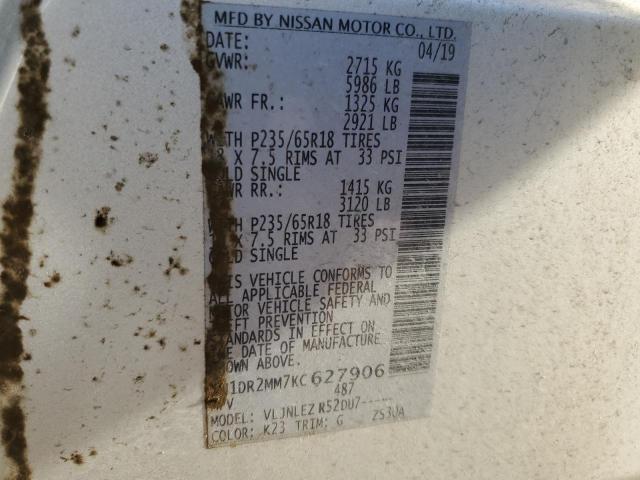 MFD BY NISSAN MOTOR CO., LTD.
DATE: 04/19
GVWR: 2715 KG
5986 LB
FR.: 1325 KG
2921 LB
P235/65R18 TIRES
X 7.5 RIMS AT 33 PSI
SINGLE
RR.: 1415 KG
3120 LB
P235/65R18 TIRES
X 7.5 RIMS AT 33 PSI
SINGLE
VEHICLE CONFORMS TO
ALL APPLICABLE FEDERAL
MOTOR VEHICLE SAFETY AND
PREVENTION
STANDARDS IN EFFECT ON
DATE OF MANUFACTURE
ABOVE.
1DR2MM7KC627906
487
MODEL: VLJNLEZ R52DU7-----
COLOR: K23 TRIM: G ZS3UA